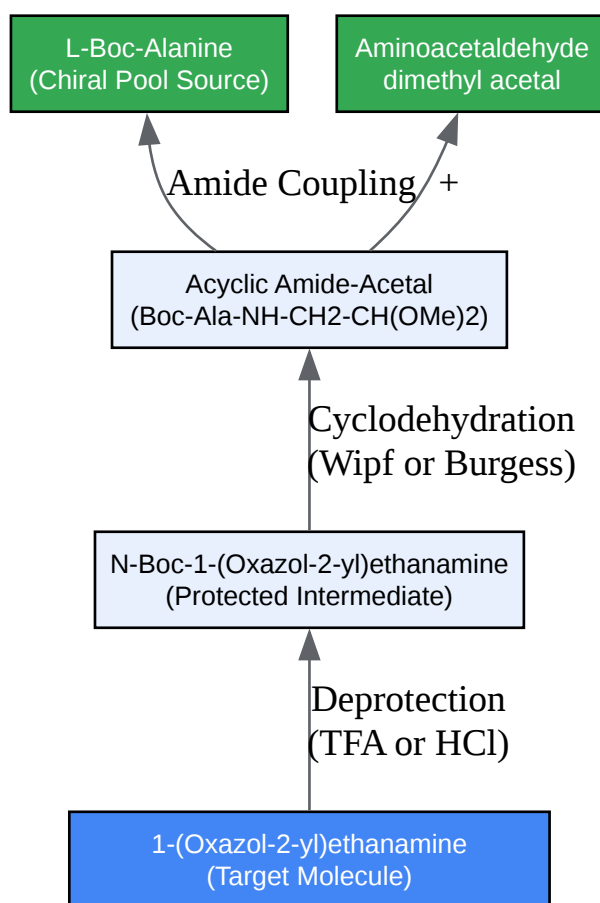 L-Boc-Alanine
(Chiral Pool Source)
Aminoacetaldehyde
dimethyl acetal
Amide Coupling +
Acyclic Amide-Acetal
(Boc-Ala-NH-CH2-CH(OMe)2)
Cyclodehydration
(Wipf or Burgess)
N-Boc-1-(Oxazol-2-yl)ethanamine
(Protected Intermediate)
Deprotection
(TFA or HCl)
1-(Oxazol-2-yl)ethanamine
(Target Molecule)